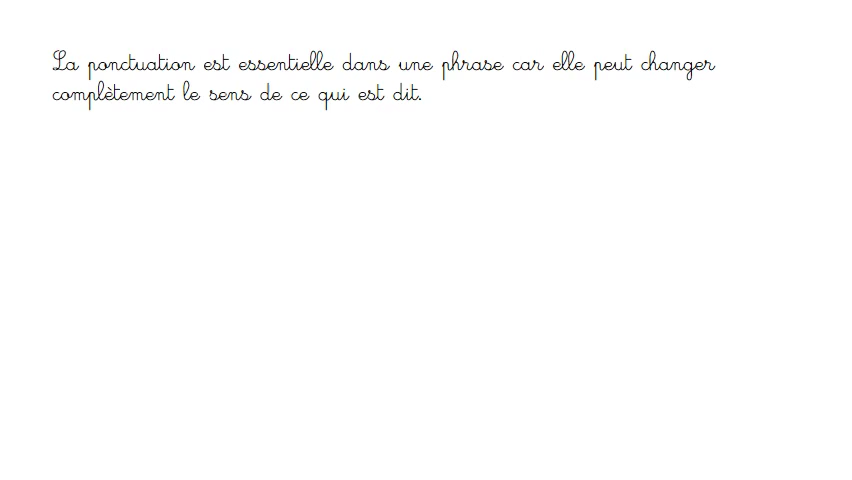 La ponctuation est essentielle dans une phrase car elle peut changer
complètement le sens de ce qui est dit.